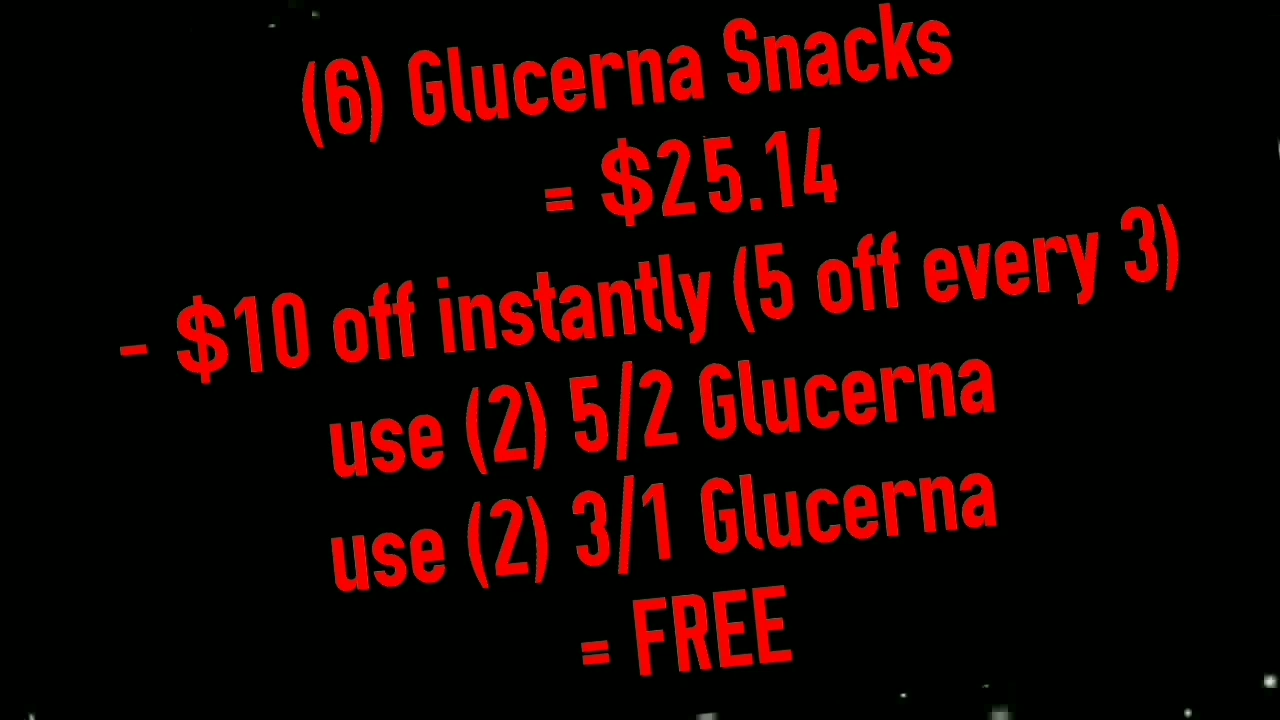 (6) Glucerna Snacks
= $25.14
- $10 off instantly (5 off every 3)
use (2) 5/2 Glucerna
use (2) 3/1 Glucerna
= FREE